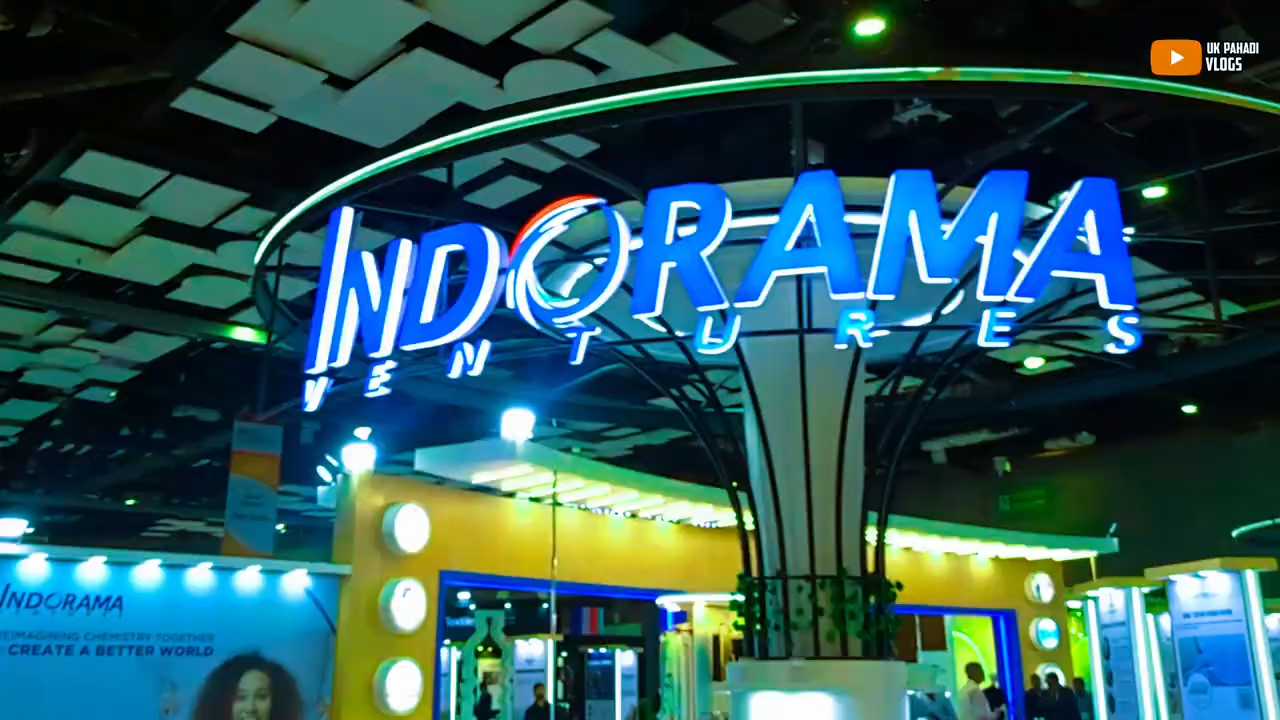 UK PAHADI
VLOGS
INDORAMA
VENTURES
INDORAMA
REIMAGINING CHEMISTRY TOGETHER
CREATE A BETTER WORLD